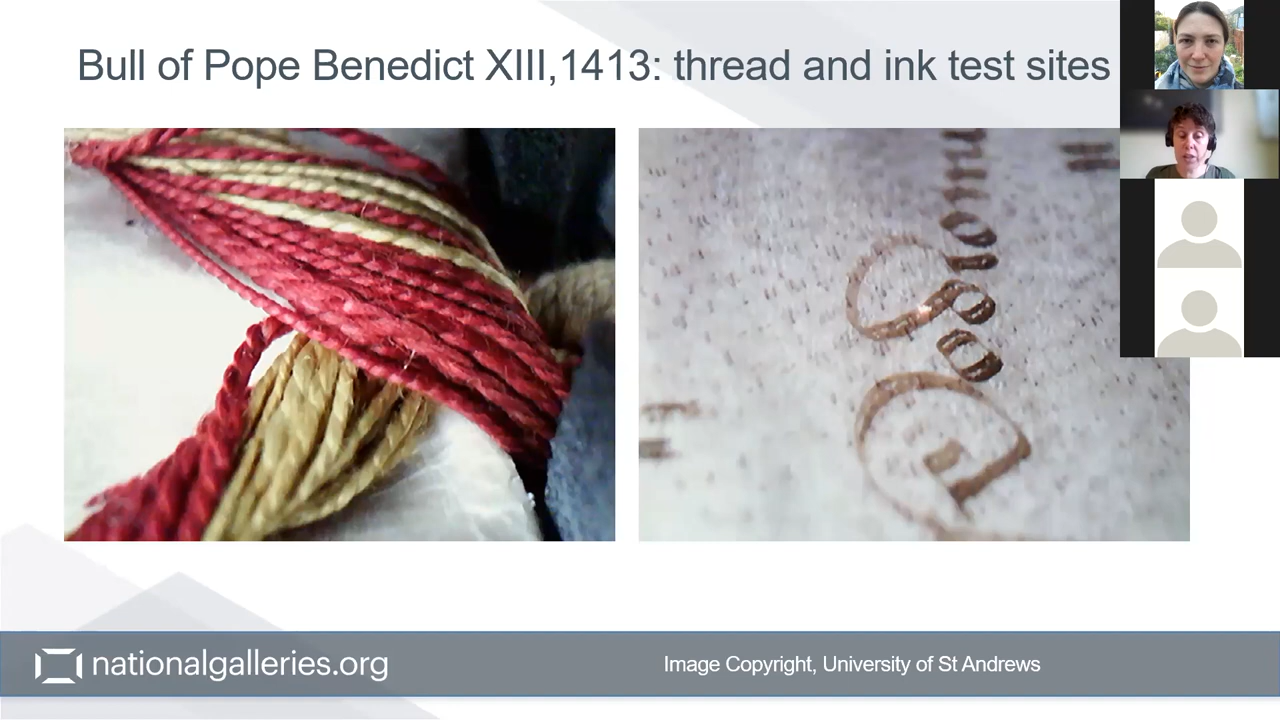 Bull of Pope Benedict XIII,1413: thread and ink test sites
nationalgalleries.org
Image Copyright, University of St Andrews